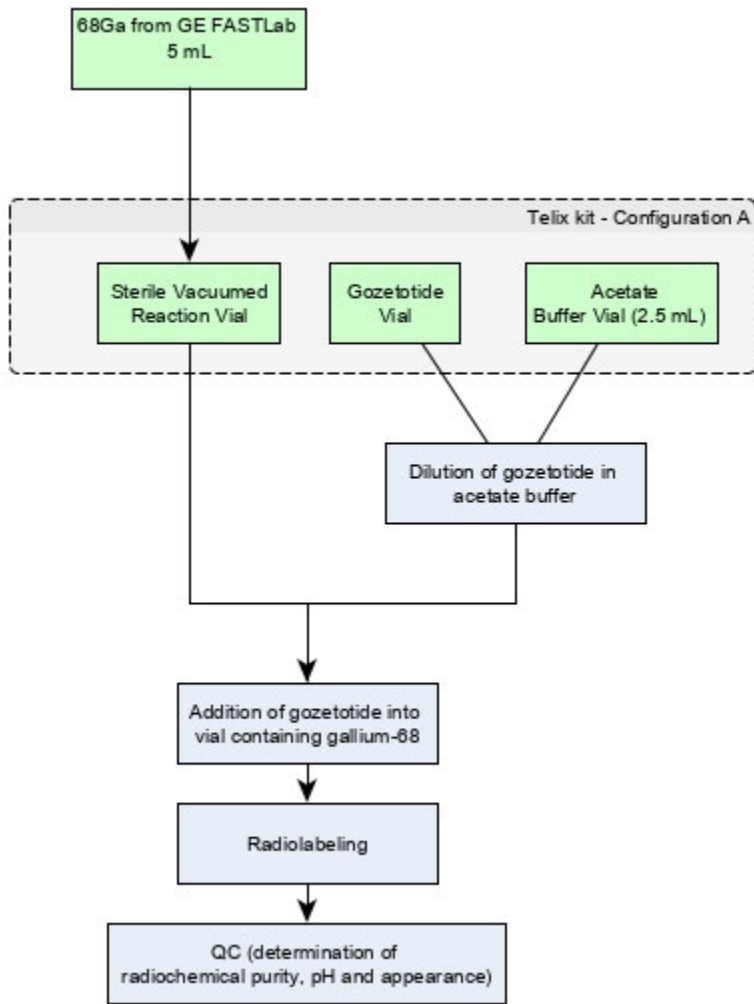 68Ga from GE FASTLab
5 mL
Telix kit - Configuration A
Sterile Vacuumed
Reaction Vial
Gozetotide
Vial
Acetate
Buffer Vial (2.5 mL)
Dilution of gozetotide in
acetate buffer
Addition of gozetotide into
vial containing gallium-68
Radiolabeling
QC (determination of
radiochemical purity, pH and appearance)